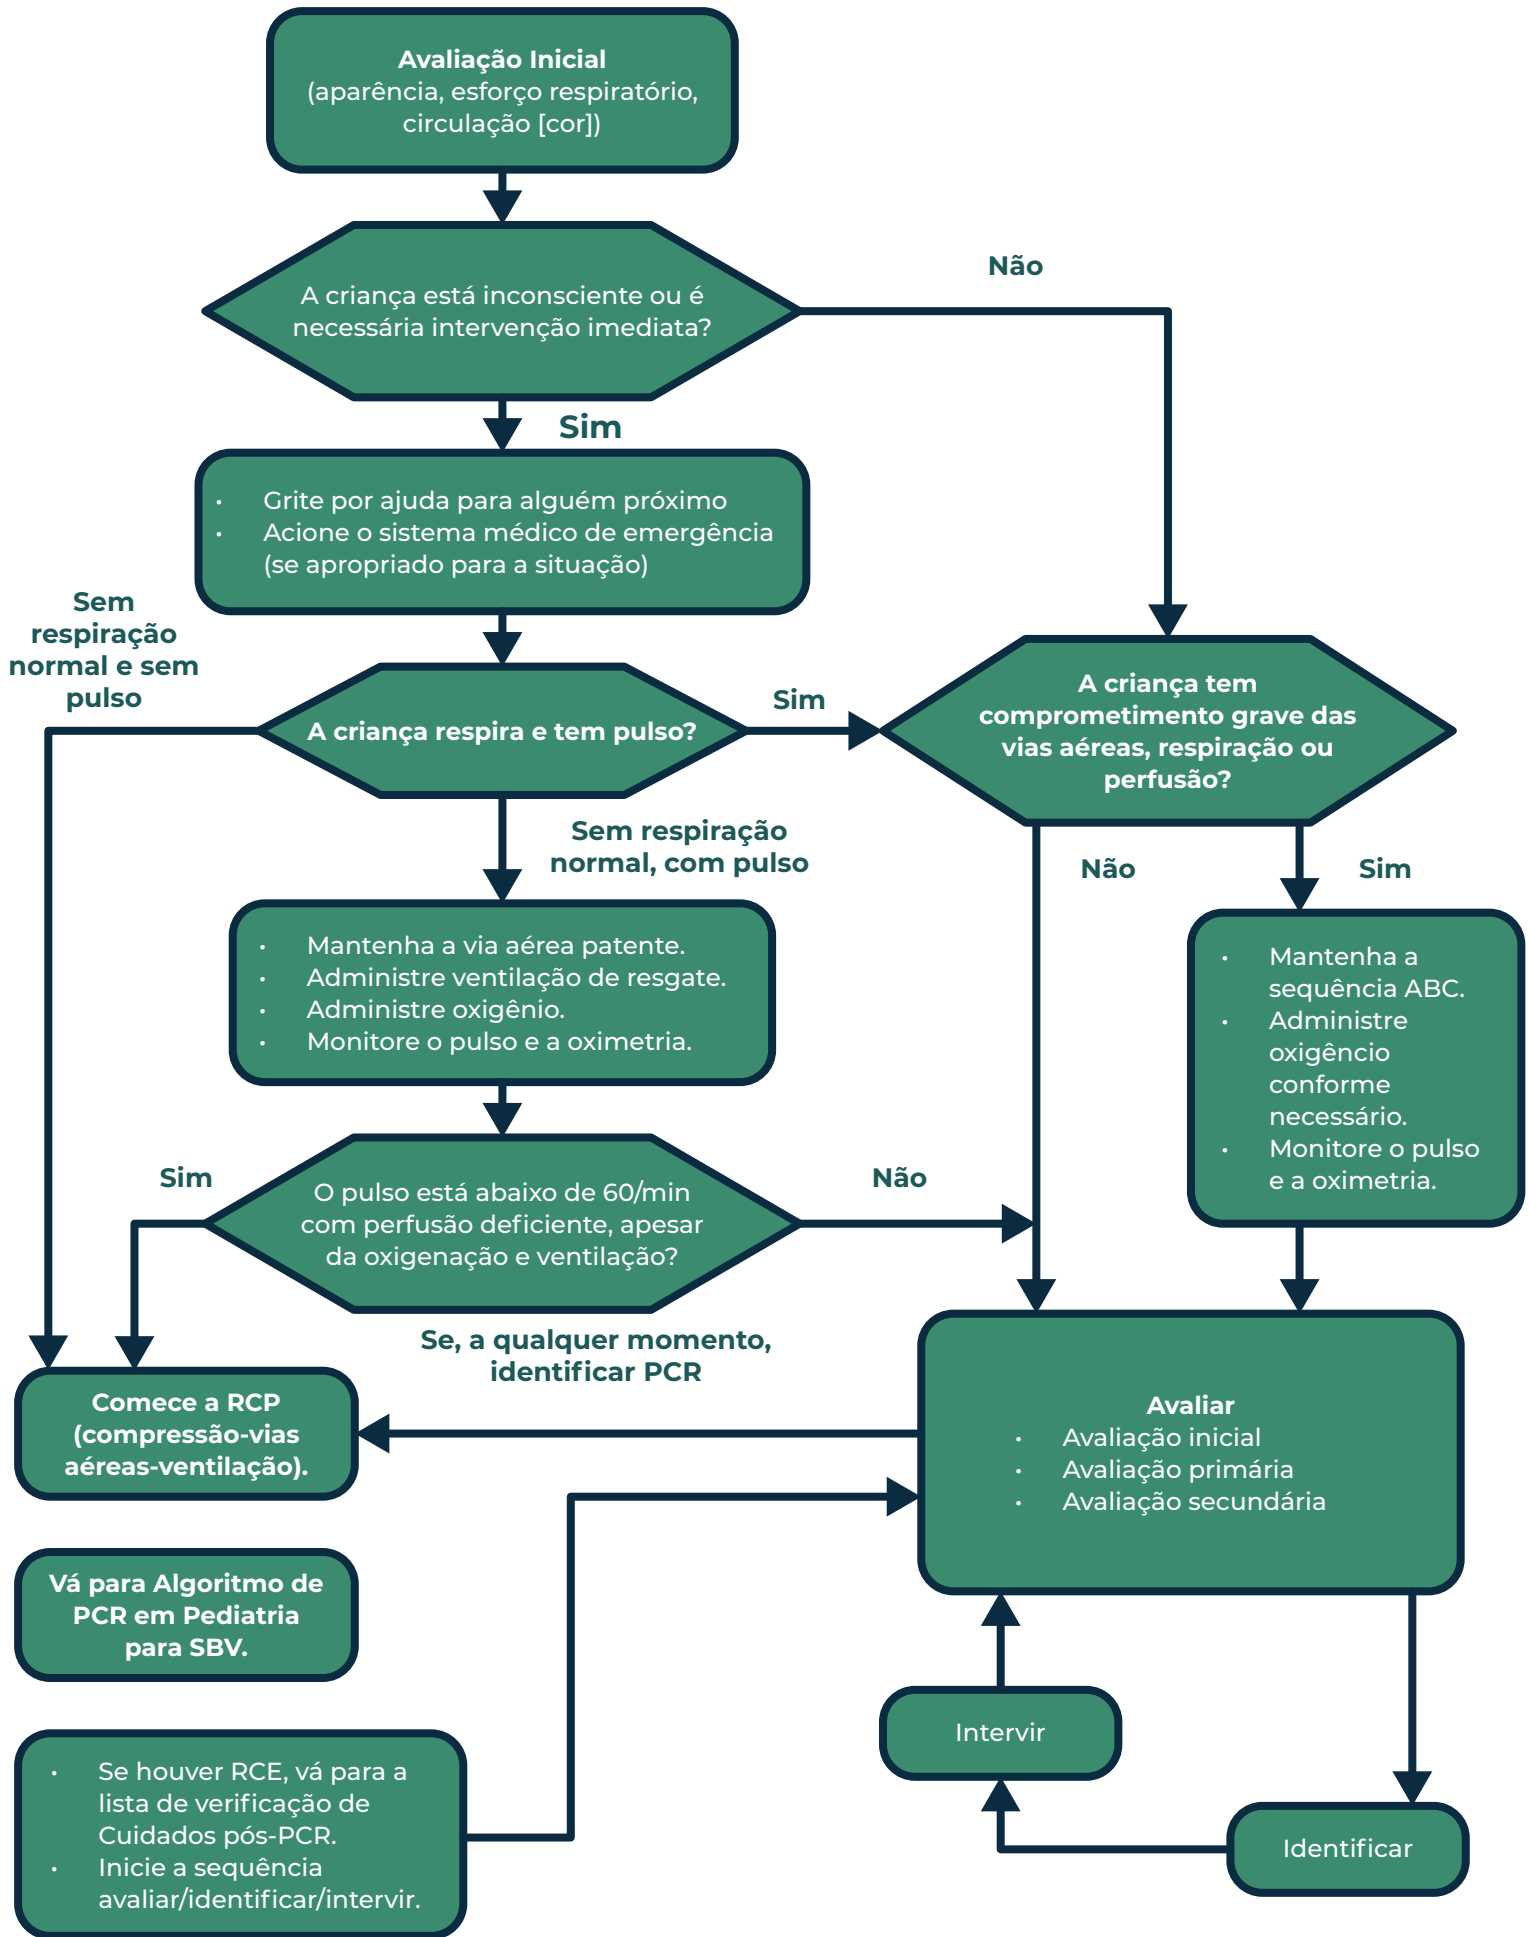 Avaliação Inicial
(aparência, esforço respiratório,
circulação [cor])
A criança está inconsciente ou é
necessária intervenção imediata?
Não
Sim
• Grite por ajuda para alguém próximo
• Acione o sistema médico de emergência
(se apropriado para a situação)
Sem
respiração
normal e sem
pulso
A criança respira e tem pulso?
Sim
A criança tem
comprometimento grave das
vias aéreas, respiração ou
perfusão?
Sem respiração
normal, com pulso
Não
Sim
• Mantenha a via aérea patente.
• Administre ventilação de resgate.
• Administre oxigênio.
• Monitore o pulso e a oximetria.
• Mantenha a
sequência ABC.
• Administre
oxigêncio
conforme
necessário.
• Monitore o pulso
e a oximetria.
Sim
O pulso está abaixo de 60/min
com perfusão deficiente, apesar
da oxigenação e ventilação?
Não
Se, a qualquer momento,
identificar PCR
Comece a RCP
(compressão-vias
aéreas-ventilação).
Avaliar
• Avaliação inicial
• Avaliação primária
• Avaliação secundária
Vá para Algoritmo de
PCR em Pediatria
para SBV.
• Se houver RCE, vá para a
lista de verificação de
Cuidados pós-PCR.
• Inicie a sequência
avaliar/identificar/intervir.
Intervir
Identificar